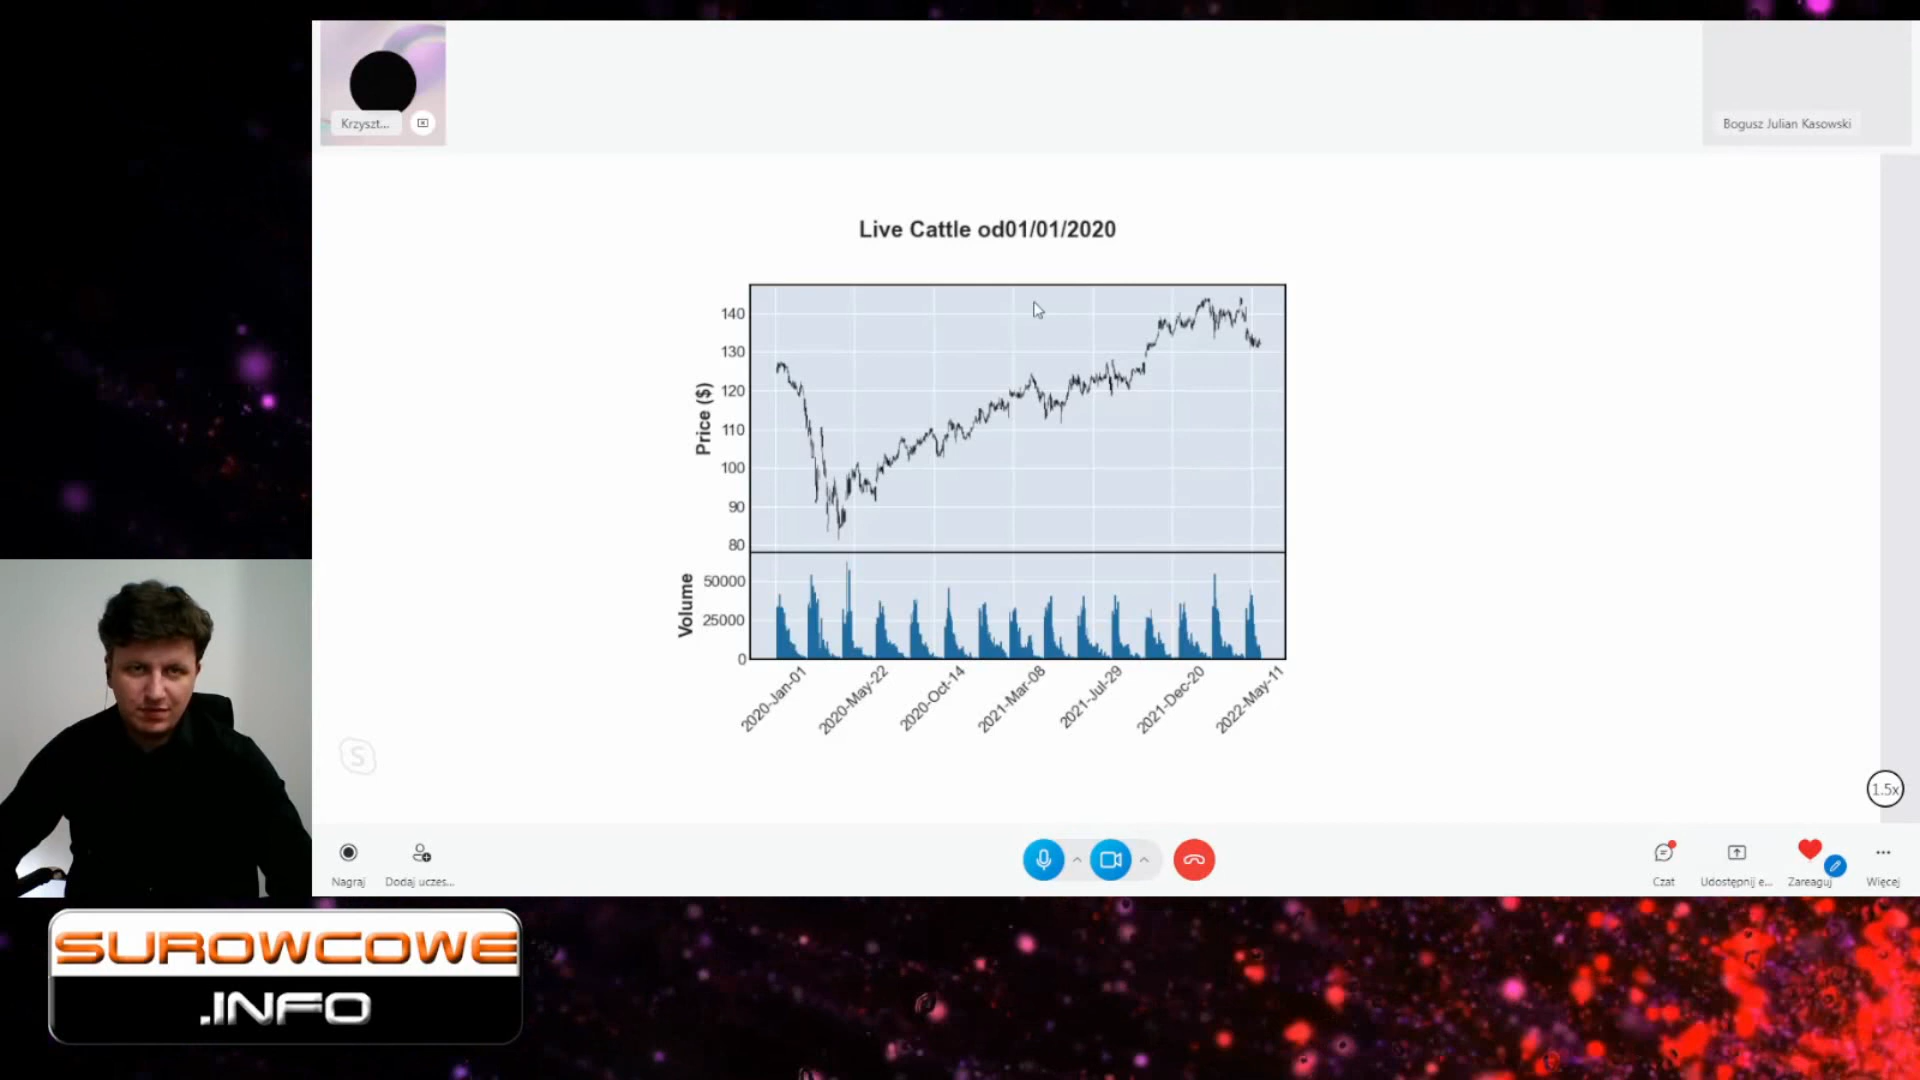 Krzyszt...
Bogusz Julian Kasowski
Live Cattle od01/01/2020
Price ($)
140
130
120
110
100
90
80
Volume
50000
25000
0
2020-Jan-01
2020-May-22
2020-Oct-14
2021-Mar-08
2021-Jul-29
2021-Dec-20
2022-May-11
S
1.5x
Nagraj
Dodaj uczes...
Czat
Udostępnij e...
Zareaguj
Więcej
SUROWCOWE
.INFO